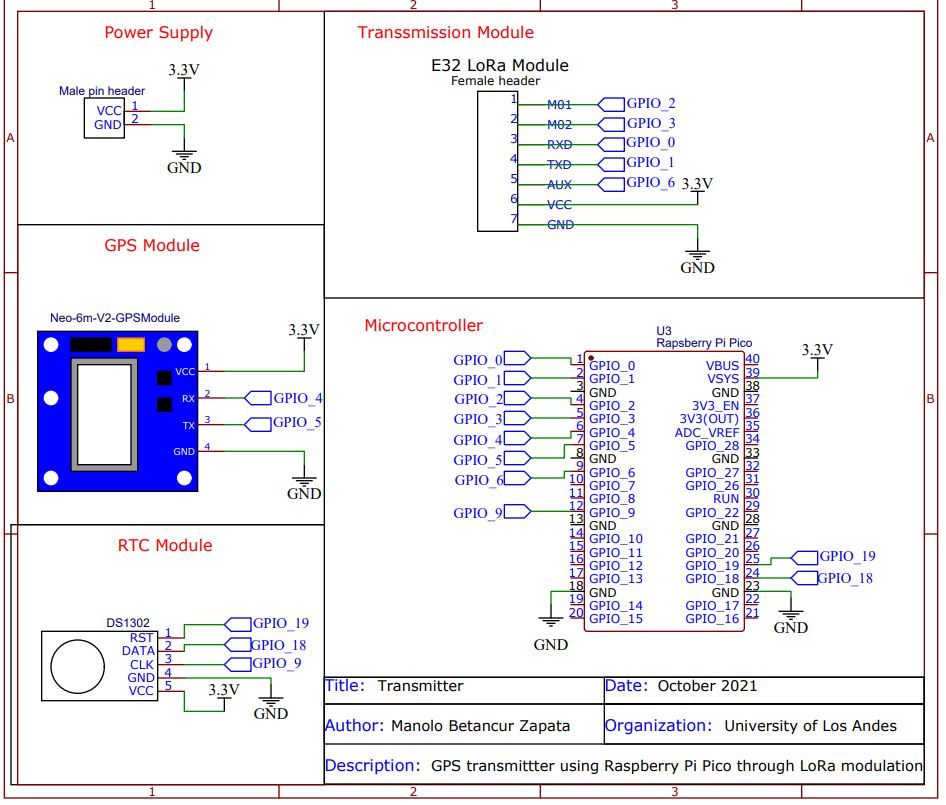 1 2 3
A A
B B
Power Supply
3.3V
Male pin header
VCC 1
GND 2
GND
Transsmission Module
E32 LoRa Module
Female header
1 M01 GPIO_2
2 M02 GPIO_3
3 RXD GPIO_0
4 TXD GPIO_1
5 AUX GPIO_6
3.3V
6 VCC
7 GND
GND
GPS Module
Neo-6m-V2-GPSModule
3.3V
VCC 1
RX 2 GPIO_4
TX 3 GPIO_5
GND 4
GND
RTC Module
DS1302
RST 1 GPIO_19
DATA 2 GPIO_18
CLK 3 GPIO_9
GND 4
VCC 5
3.3V
GND
Microcontroller
U3
Rapsberry Pi Pico
3.3V
GPIO_0 1 GPIO_0 VBUS 40
GPIO_1 2 GPIO_1 VSYS 39
3 GND GND 38
GPIO_2 4 GPIO_2 3V3_EN 37
GPIO_3 5 GPIO_3 3V3(OUT) 36
GPIO_4 6 GPIO_4 ADC_VREF 35
GPIO_5 7 GPIO_5 GPIO_28 34
8 GND GND 33
GPIO_6 9 GPIO_6 GPIO_27 32
10 GPIO_7 GPIO_26 31
11 GPIO_8 RUN 30
GPIO_9 12 GPIO_9 GPIO_22 29
13 GND GND 28
14 GPIO_10 GPIO_21 27
15 GPIO_11 GPIO_20 26
16 GPIO_12 GPIO_19 25 GPIO_19
17 GPIO_13 GPIO_18 24 GPIO_18
18 GND GND 23
19 GPIO_14 GPIO_17 22
20 GPIO_15 GPIO_16 21
GND GND
Title: Transmitter Date: October 2021
Author: Manolo Betancur Zapata Organization: University of Los Andes
Description: GPS transmittter using Raspberry Pi Pico through LoRa modulation
1 2 3